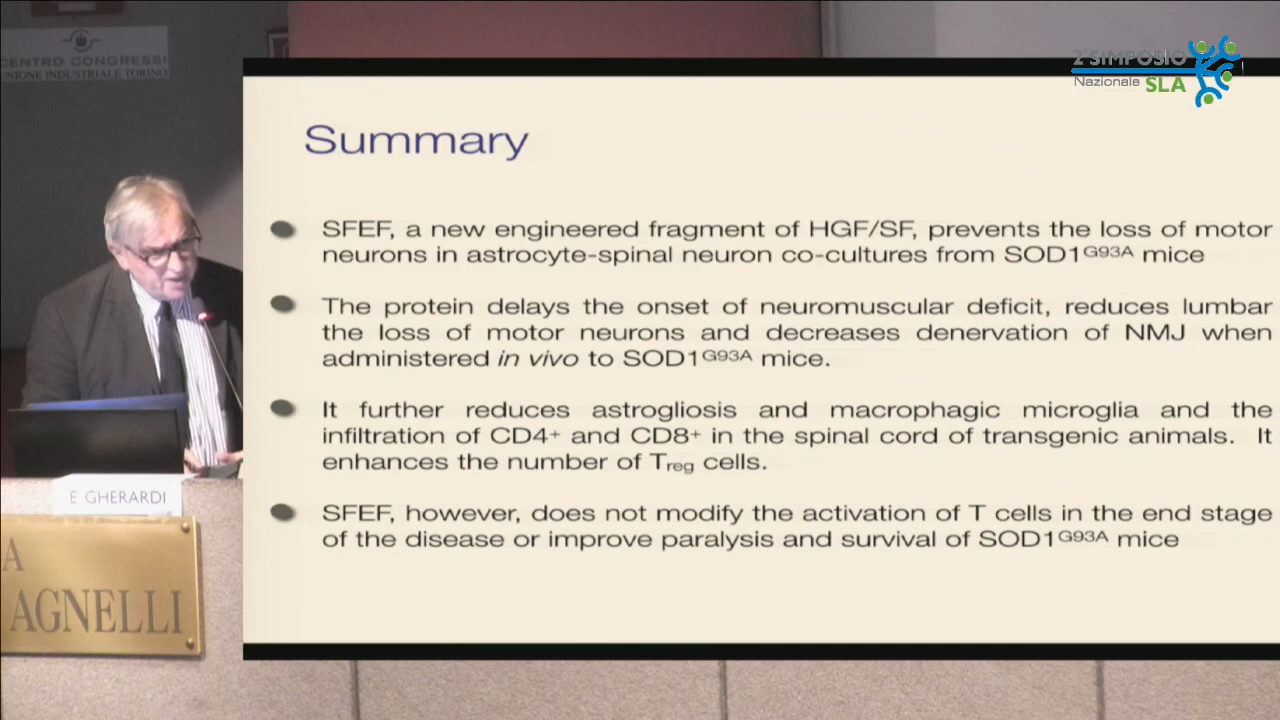 CENTRO CONGRESSI
UNIONE INDUSTRIALE TORINO
2°SIMPOSIO
Nazionale SLA
Summary
SFEF, a new engineered fragment of HGF/SF, prevents the loss of motor
neurons in astrocyte-spinal neuron co-cultures from SOD1G93A mice
The protein delays the onset of neuromuscular deficit, reduces lumbar
the loss of motor neurons and decreases denervation of NMJ when
administered in vivo to SOD1G93A mice.
It further reduces astrogliosis and macrophagic microglia and the
infiltration of CD4+ and CD8+ in the spinal cord of transgenic animals. It
enhances the number of Treg cells.
SFEF, however, does not modify the activation of T cells in the end stage
of the disease or improve paralysis and survival of SOD1G93A mice
E. GHERARDI
A
AGNELLI